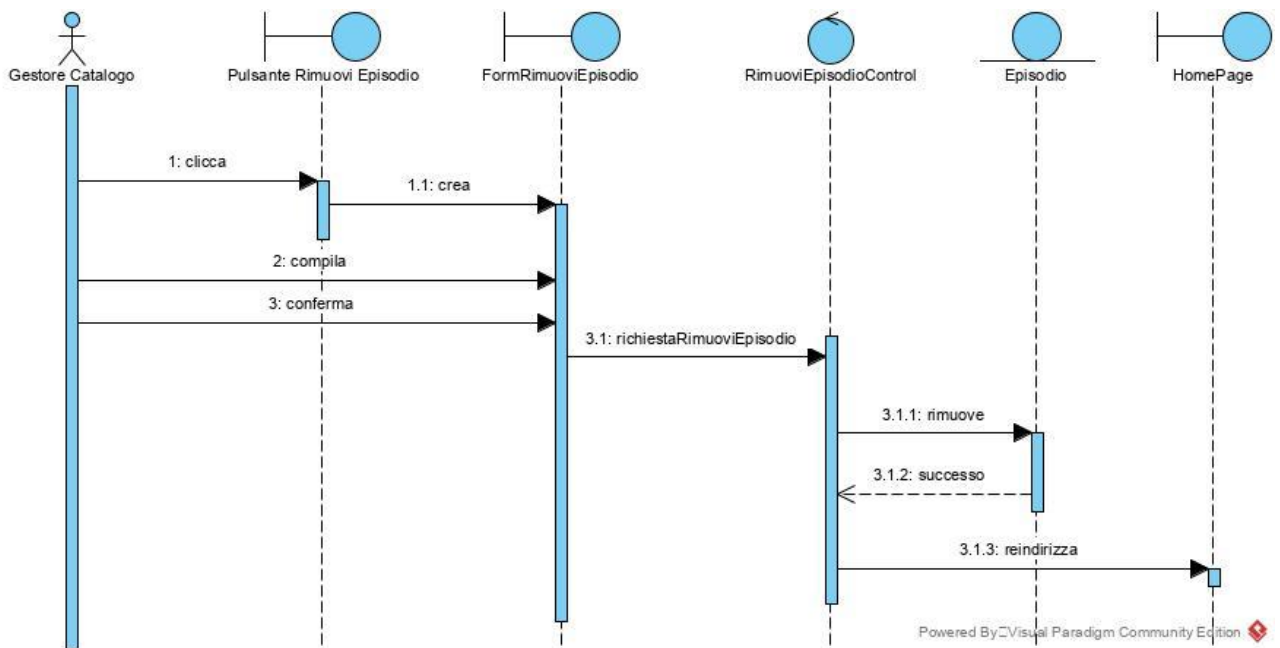 Gestore Catalogo
Pulsante Rimuovi Episodio
FormRimuoviEpisodio
RimuoviEpisodioControl
Episodio
HomePage
1: clicca
1.1: crea
2: compila
3: conferma
3.1: richiestaRimuoviEpisodio
3.1.1: rimuove
3.1.2: successo
3.1.3: reindirizza
Powered By Visual Paradigm Community Edition